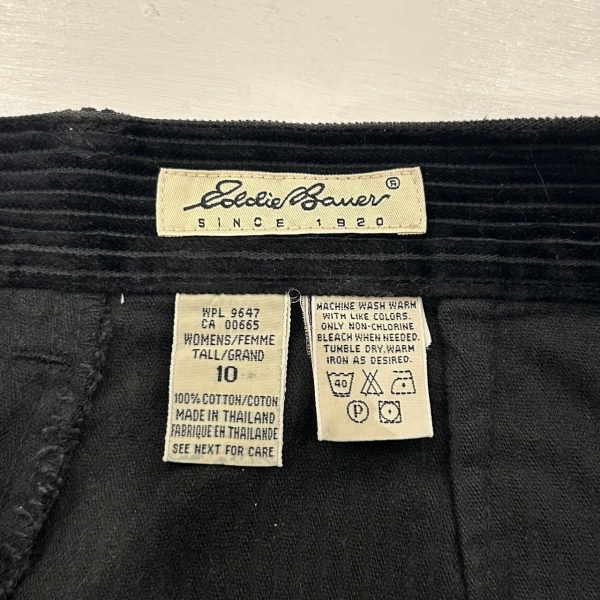 Eddie Bauer ®
SINCE 1920
WPL 9647
CA 00665
WOMENS/FEMME
TALL/GRAND
10
100% COTTON/COTON
MADE IN THAILAND
FABRIQUE EN THAILANDE
SEE NEXT FOR CARE
MACHINE WASH WARM
WITH LIKE COLORS.
ONLY NON-CHLORINE
BLEACH WHEN NEEDED.
TUMBLE DRY.WARM
IRON AS DESIRED.
40
P